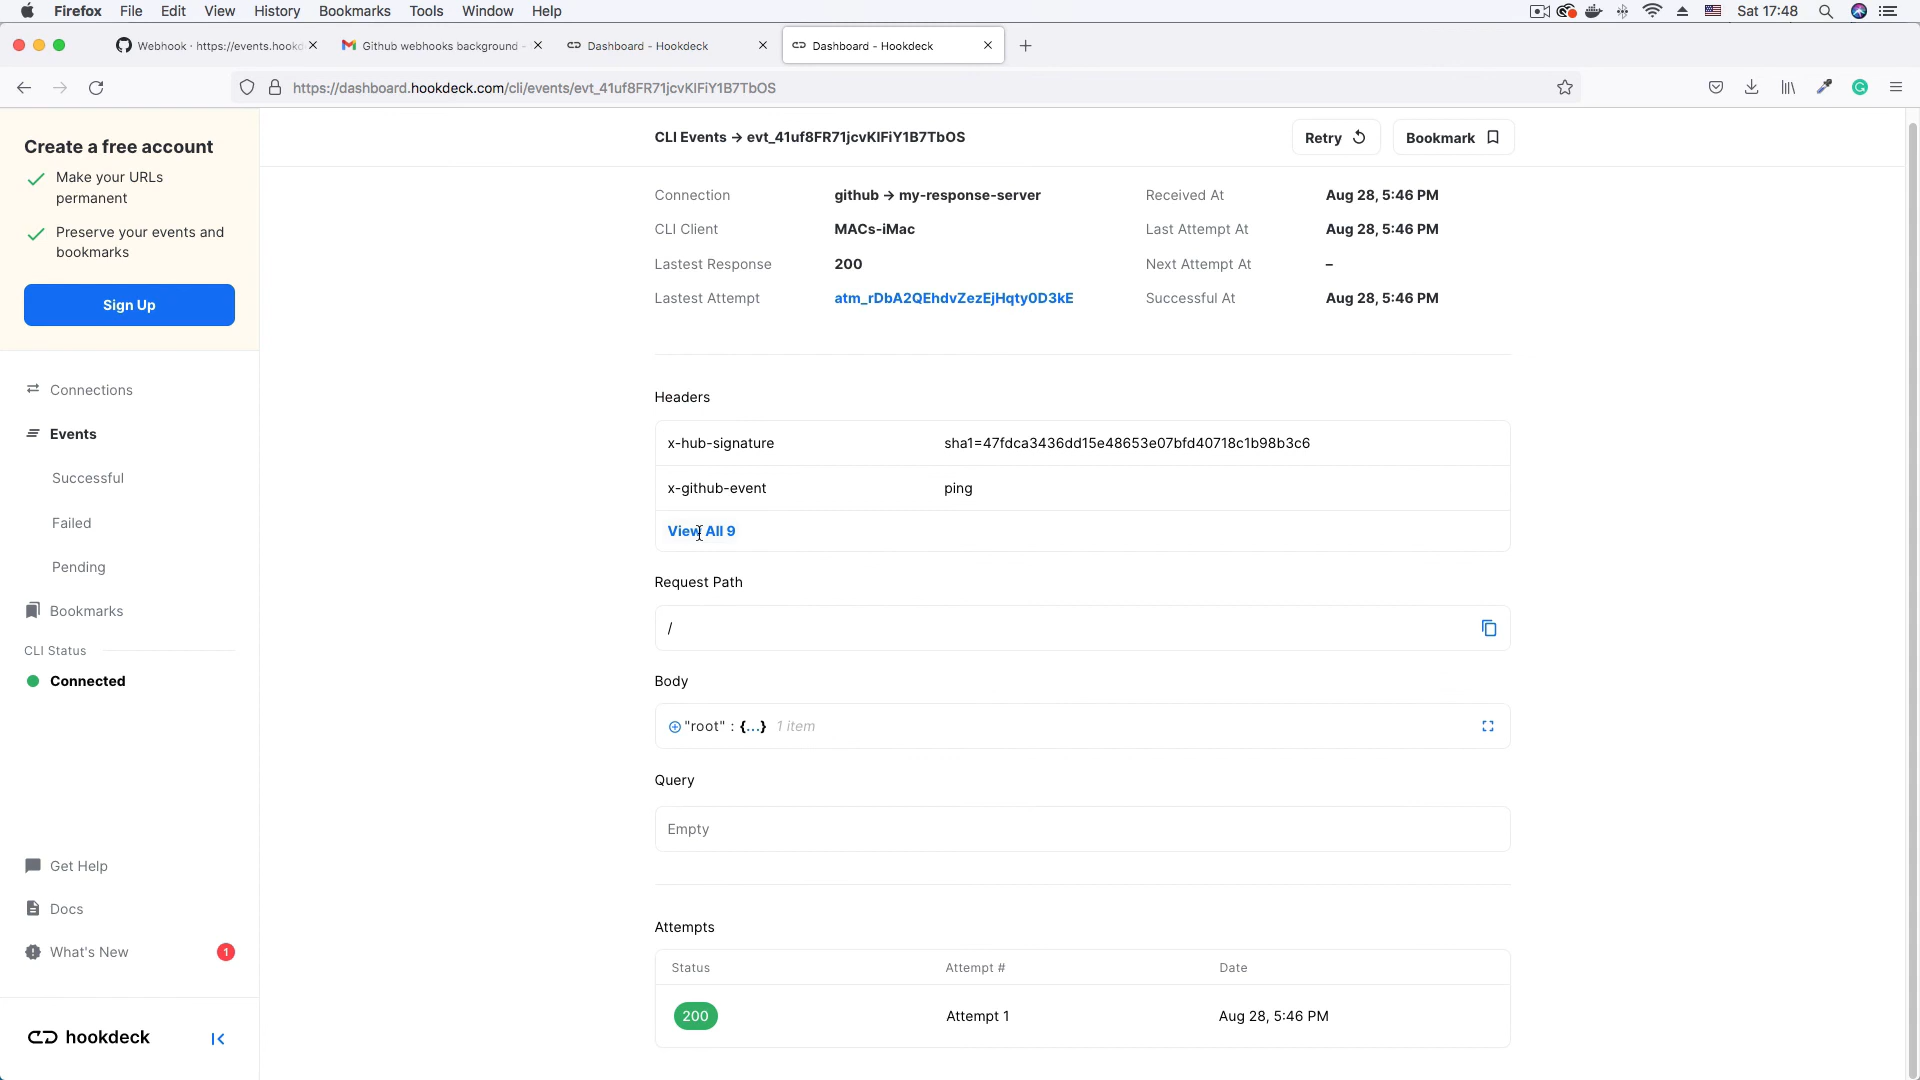 Firefox File Edit View History Bookmarks Tools Window Help Sat 17:48
Webhook · https://events.hookd Github webhooks background - Dashboard - Hookdeck Dashboard - Hookdeck
https://dashboard.hookdeck.com/cli/events/evt_41uf8FR71jcvKIFiY1B7TbOS
Create a free account
Make your URLs
permanent
Preserve your events and
bookmarks
Sign Up
Connections
Events
Successful
Failed
Pending
Bookmarks
CLI Status
Connected
Get Help
Docs
What's New 1
hookdeck
CLI Events → evt_41uf8FR71jcvKIFiY1B7TbOS Retry Bookmark
Connection github → my-response-server Received At Aug 28, 5:46 PM
CLI Client MACs-iMac Last Attempt At Aug 28, 5:46 PM
Lastest Response 200 Next Attempt At –
Lastest Attempt atm_rDbA2QEhdvZezEjHqty0D3kE Successful At Aug 28, 5:46 PM
Headers
x-hub-signature sha1=47fdca3436dd15e48653e07bfd40718c1b98b3c6
x-github-event ping
View All 9
Request Path
/
Body
"root" : {...} 1 item
Query
Empty
Attempts
Status Attempt # Date
200 Attempt 1 Aug 28, 5:46 PM